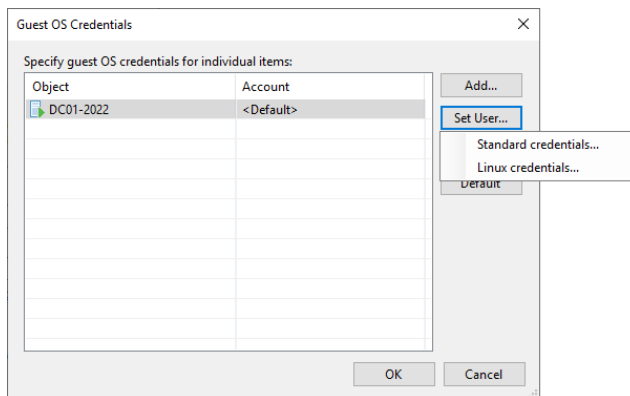 Guest OS Credentials
Specify guest OS credentials for individual items:
Object Account Add...
DC01-2022 <Default> Set User...
Standard credentials...
Linux credentials...
Default
OK Cancel